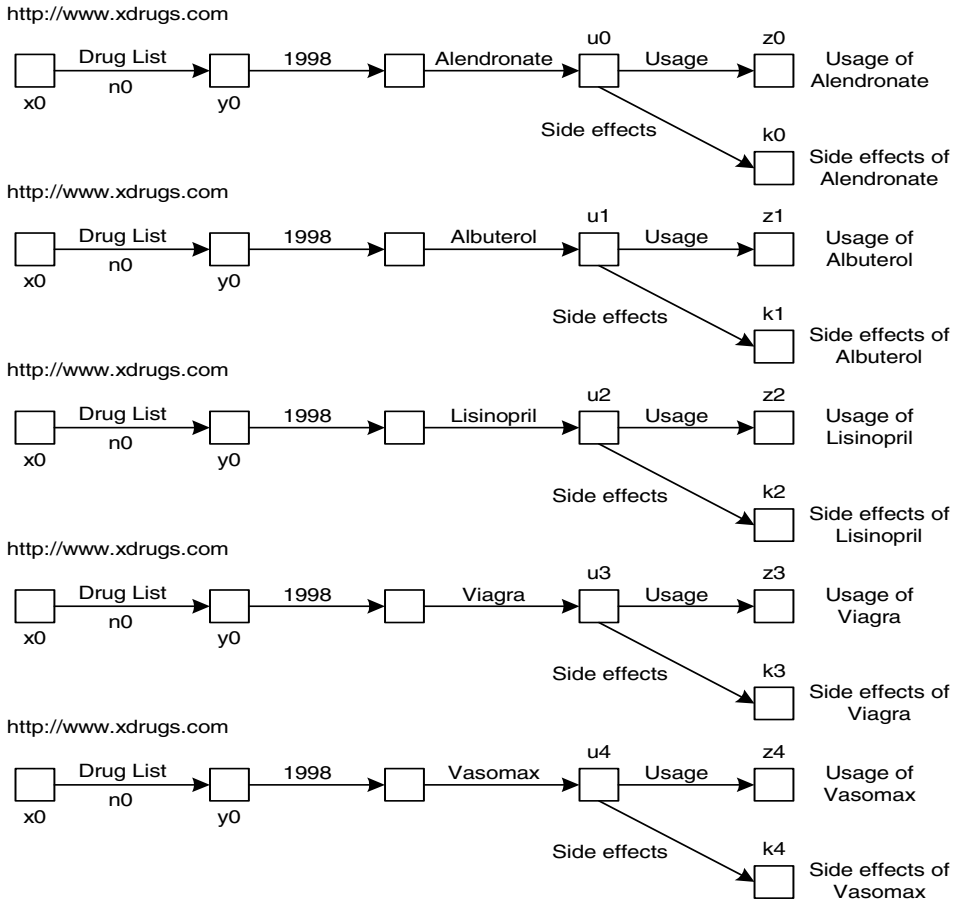 http://www.xdrugs.com
u0
z0
Drug List
1998
Alendronate
Usage
Usage of
Alendronate
n0
x0
y0
Side effects
k0
Side effects of
Alendronate
http://www.xdrugs.com
u1
z1
Drug List
1998
Albuterol
Usage
Usage of
Albuterol
n0
x0
y0
Side effects
k1
Side effects of
Albuterol
http://www.xdrugs.com
u2
z2
Drug List
1998
Lisinopril
Usage
Usage of
Lisinopril
n0
x0
y0
Side effects
k2
Side effects of
Lisinopril
http://www.xdrugs.com
u3
z3
Drug List
1998
Viagra
Usage
Usage of
Viagra
n0
x0
y0
Side effects
k3
Side effects of
Viagra
http://www.xdrugs.com
u4
z4
Drug List
1998
Vasomax
Usage
Usage of
Vasomax
n0
x0
y0
Side effects
k4
Side effects of
Vasomax